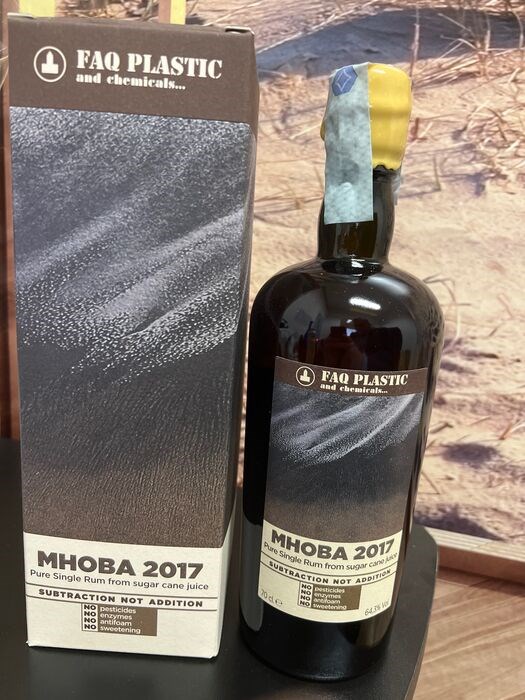 FAQ PLASTIC
and chemicals...
MHOBA 2017
Pure Single Rum from sugar cane juice
SUBTRACTION NOT ADDITION
NO pesticides
NO enzymes
NO antifoam
NO sweetening
FAQ PLASTIC
and chemicals...
MHOBA 2017
Pure Single Rum from sugar cane juice
SUBTRACTION NOT ADDITION
NO pesticides
NO enzymes
NO antifoam
NO sweetening
70 cl. e
64.3% Vol